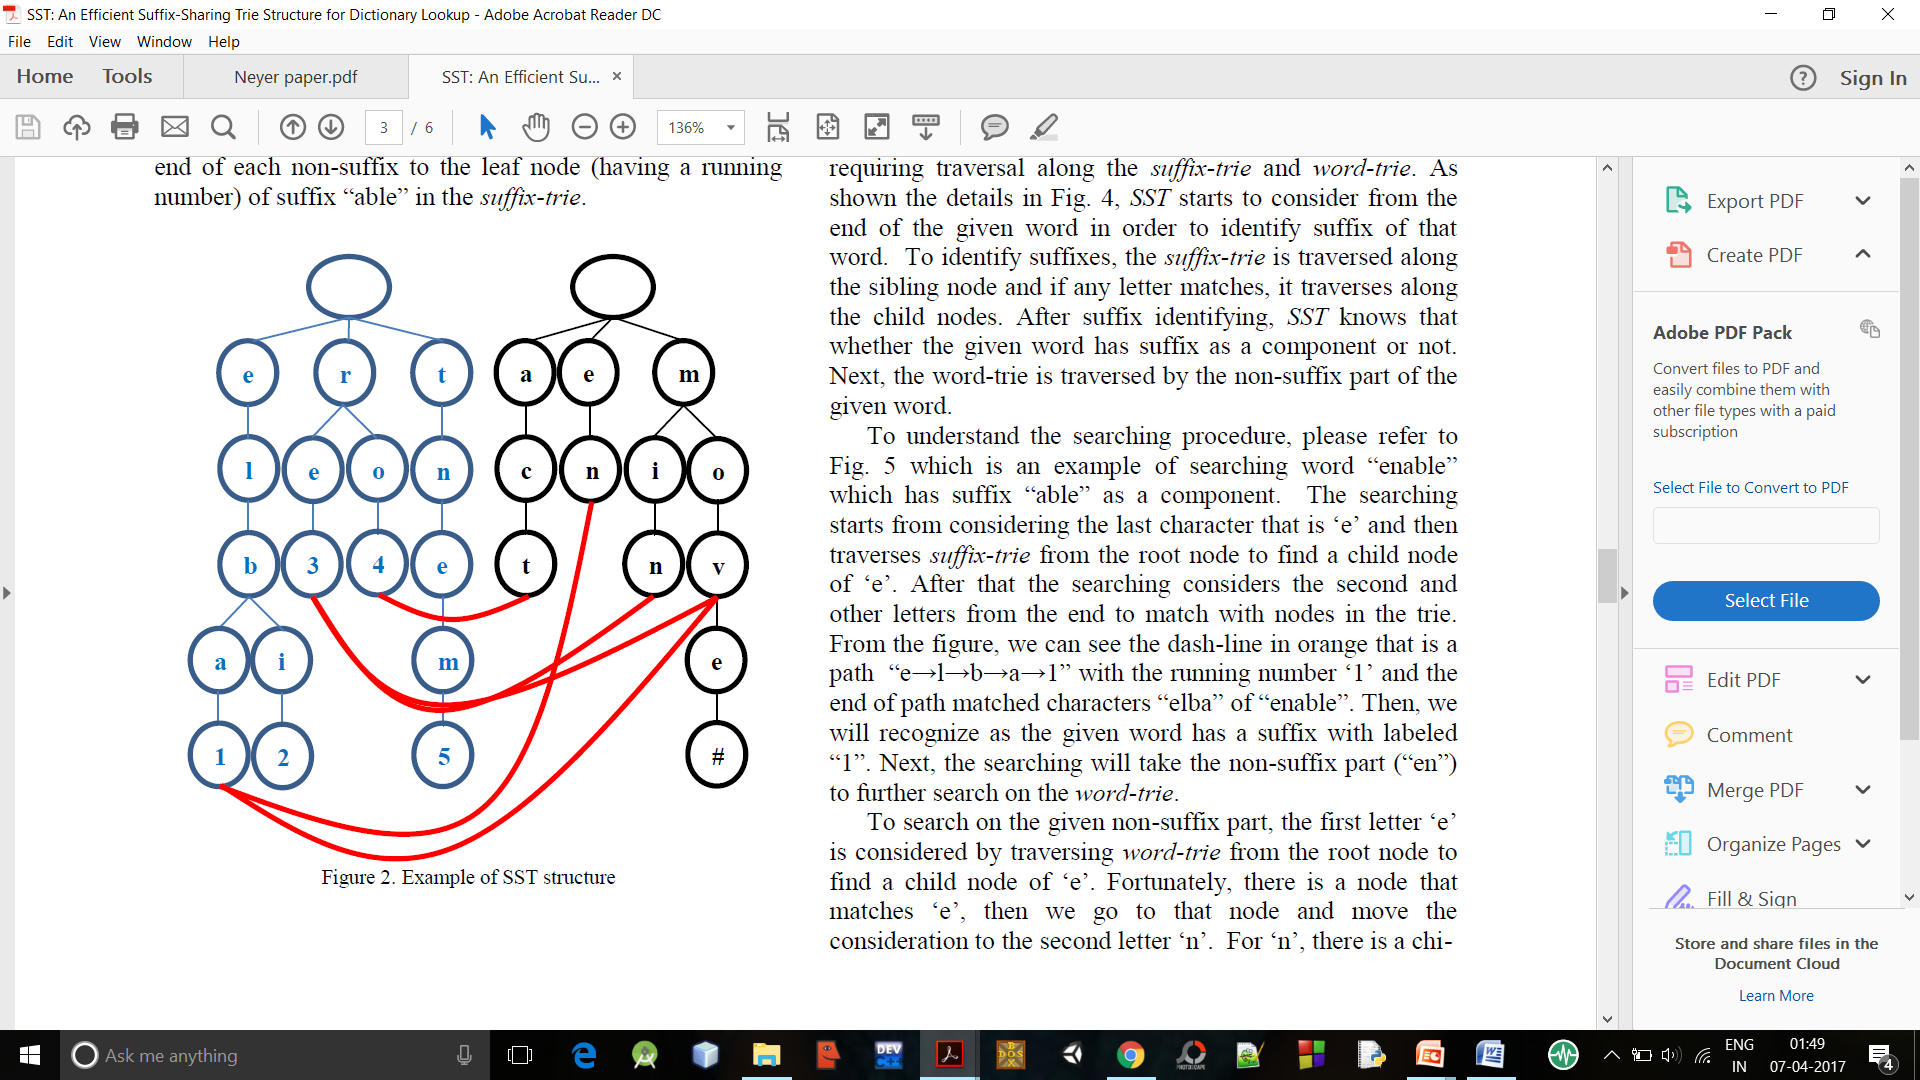 SST: An Efficient Suffix-Sharing Trie Structure for Dictionary Lookup - Adobe Acrobat Reader DC
File Edit View Window Help
Home Tools Neyer paper.pdf SST: An Efficient Su... × ? Sign In
3 / 6 136%
end of each non-suffix to the leaf node (having a running
number) of suffix “able” in the suffix-trie.
e r t a e m
l e o n c n i o
b 3 4 e t n v
a i m e
1 2 5 #
Figure 2. Example of SST structure
requiring traversal along the suffix-trie and word-trie. As
shown the details in Fig. 4, SST starts to consider from the
end of the given word in order to identify suffix of that
word. To identify suffixes, the suffix-trie is traversed along
the sibling node and if any letter matches, it traverses along
the child nodes. After suffix identifying, SST knows that
whether the given word has suffix as a component or not.
Next, the word-trie is traversed by the non-suffix part of the
given word.
To understand the searching procedure, please refer to
Fig. 5 which is an example of searching word “enable”
which has suffix “able” as a component. The searching
starts from considering the last character that is ‘e’ and then
traverses suffix-trie from the root node to find a child node
of ‘e’. After that the searching considers the second and
other letters from the end to match with nodes in the trie.
From the figure, we can see the dash-line in orange that is a
path “e→l→b→a→1” with the running number ‘1’ and the
end of path matched characters “elba” of “enable”. Then, we
will recognize as the given word has a suffix with labeled
“1”. Next, the searching will take the non-suffix part (“en”)
to further search on the word-trie.
To search on the given non-suffix part, the first letter ‘e’
is considered by traversing word-trie from the root node to
find a child node of ‘e’. Fortunately, there is a node that
matches ‘e’, then we go to that node and move the
consideration to the second letter ‘n’. For ‘n’, there is a chi-
Export PDF
Create PDF
Adobe PDF Pack
Convert files to PDF and
easily combine them with
other file types with a paid
subscription
Select File to Convert to PDF
Select File
Edit PDF
Comment
Merge PDF
Organize Pages
Fill & Sign
Store and share files in the
Document Cloud
Learn More
Ask me anything
DEV
ENG
IN
01:49
07-04-2017
4